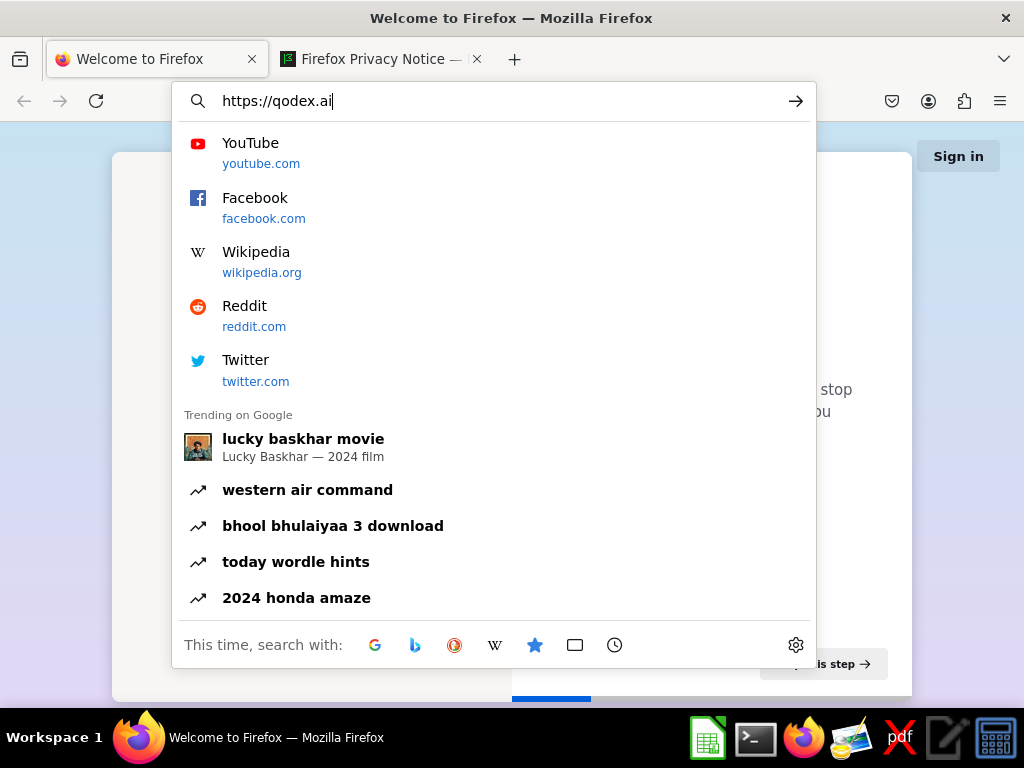 Welcome to Firefox — Mozilla Firefox
Welcome to Firefox
Firefox Privacy Notice —
https://qodex.ai
Sign in
YouTube
youtube.com
Facebook
facebook.com
Wikipedia
wikipedia.org
Reddit
reddit.com
Twitter
twitter.com
stop
Trending on Google
lucky baskhar movie
Lucky Baskhar — 2024 film
western air command
bhool bhulaiyaa 3 download
today wordle hints
2024 honda amaze
This time, search with:
step
Workspace 1
Welcome to Firefox — Mozilla Firefox
pdf